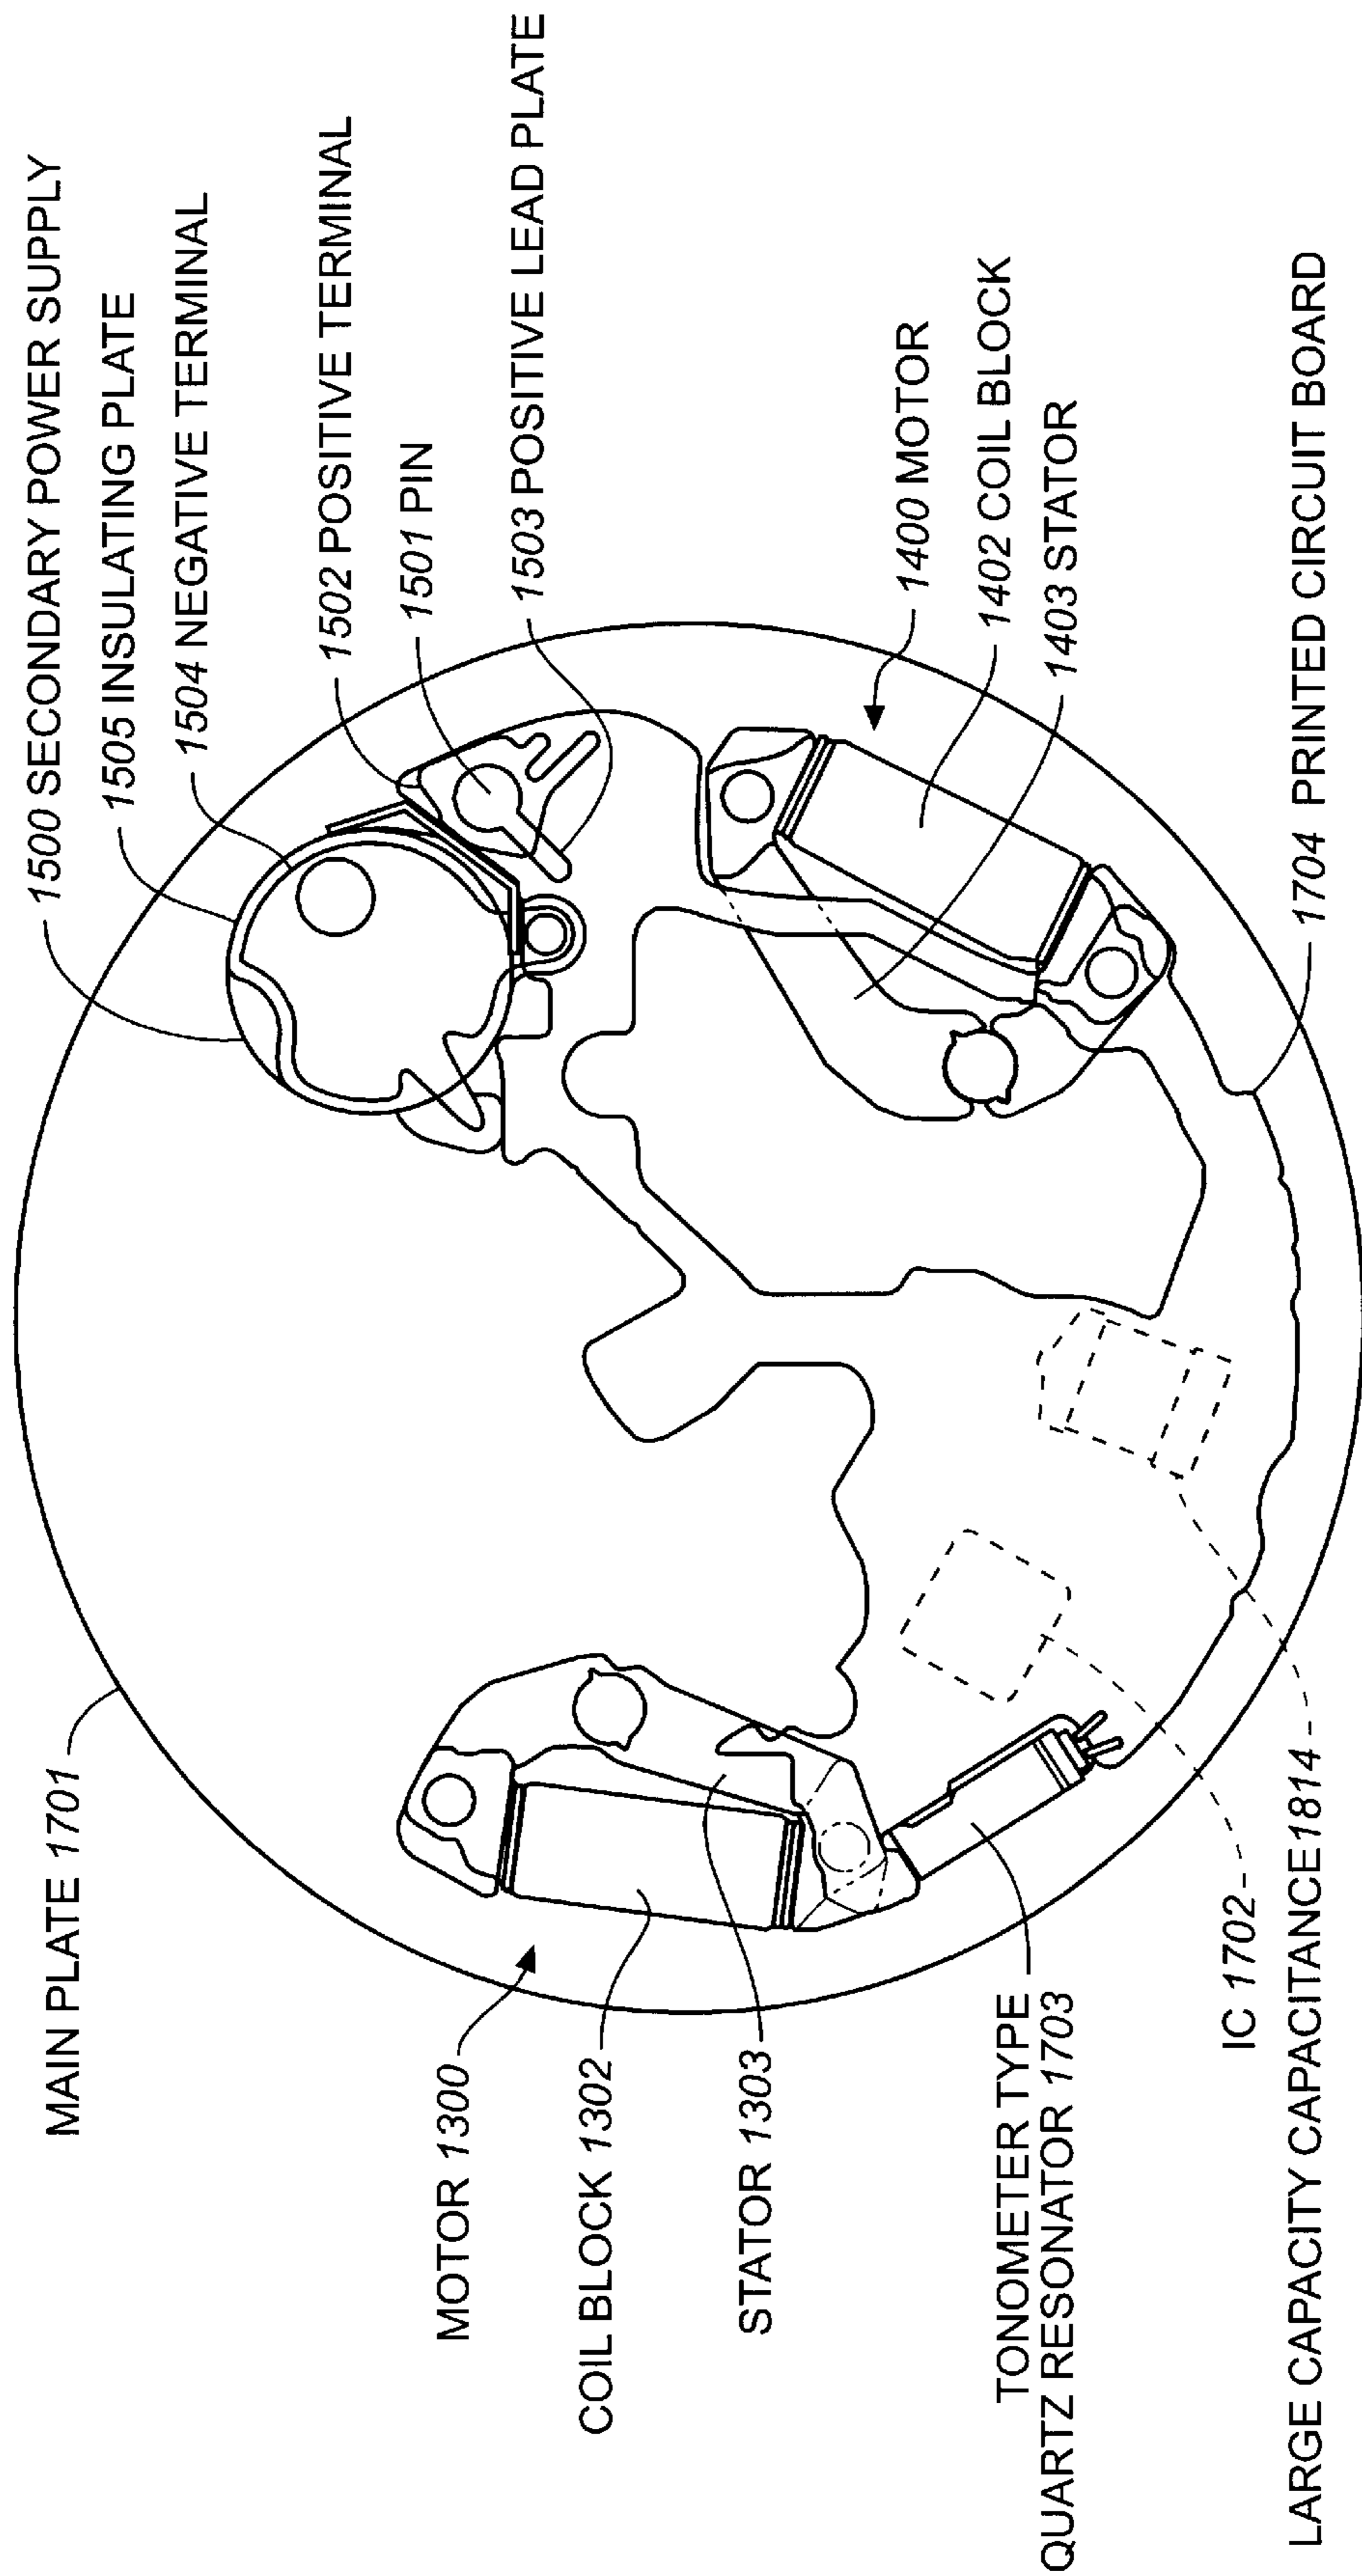 MAIN PLATE 1701
MOTOR 1300
COIL BLOCK 1302
STATOR 1303
TONOMETER TYPE
QUARTZ RESONATOR 1703
IC 1702
LARGE CAPACITY CAPACITANCE 1814
1500 SECONDARY POWER SUPPLY
1505 INSULATING PLATE
1504 NEGATIVE TERMINAL
1502 POSITIVE TERMINAL
1501 PIN
1503 POSITIVE LEAD PLATE
1400 MOTOR
1402 COIL BLOCK
1403 STATOR
1704 PRINTED CIRCUIT BOARD